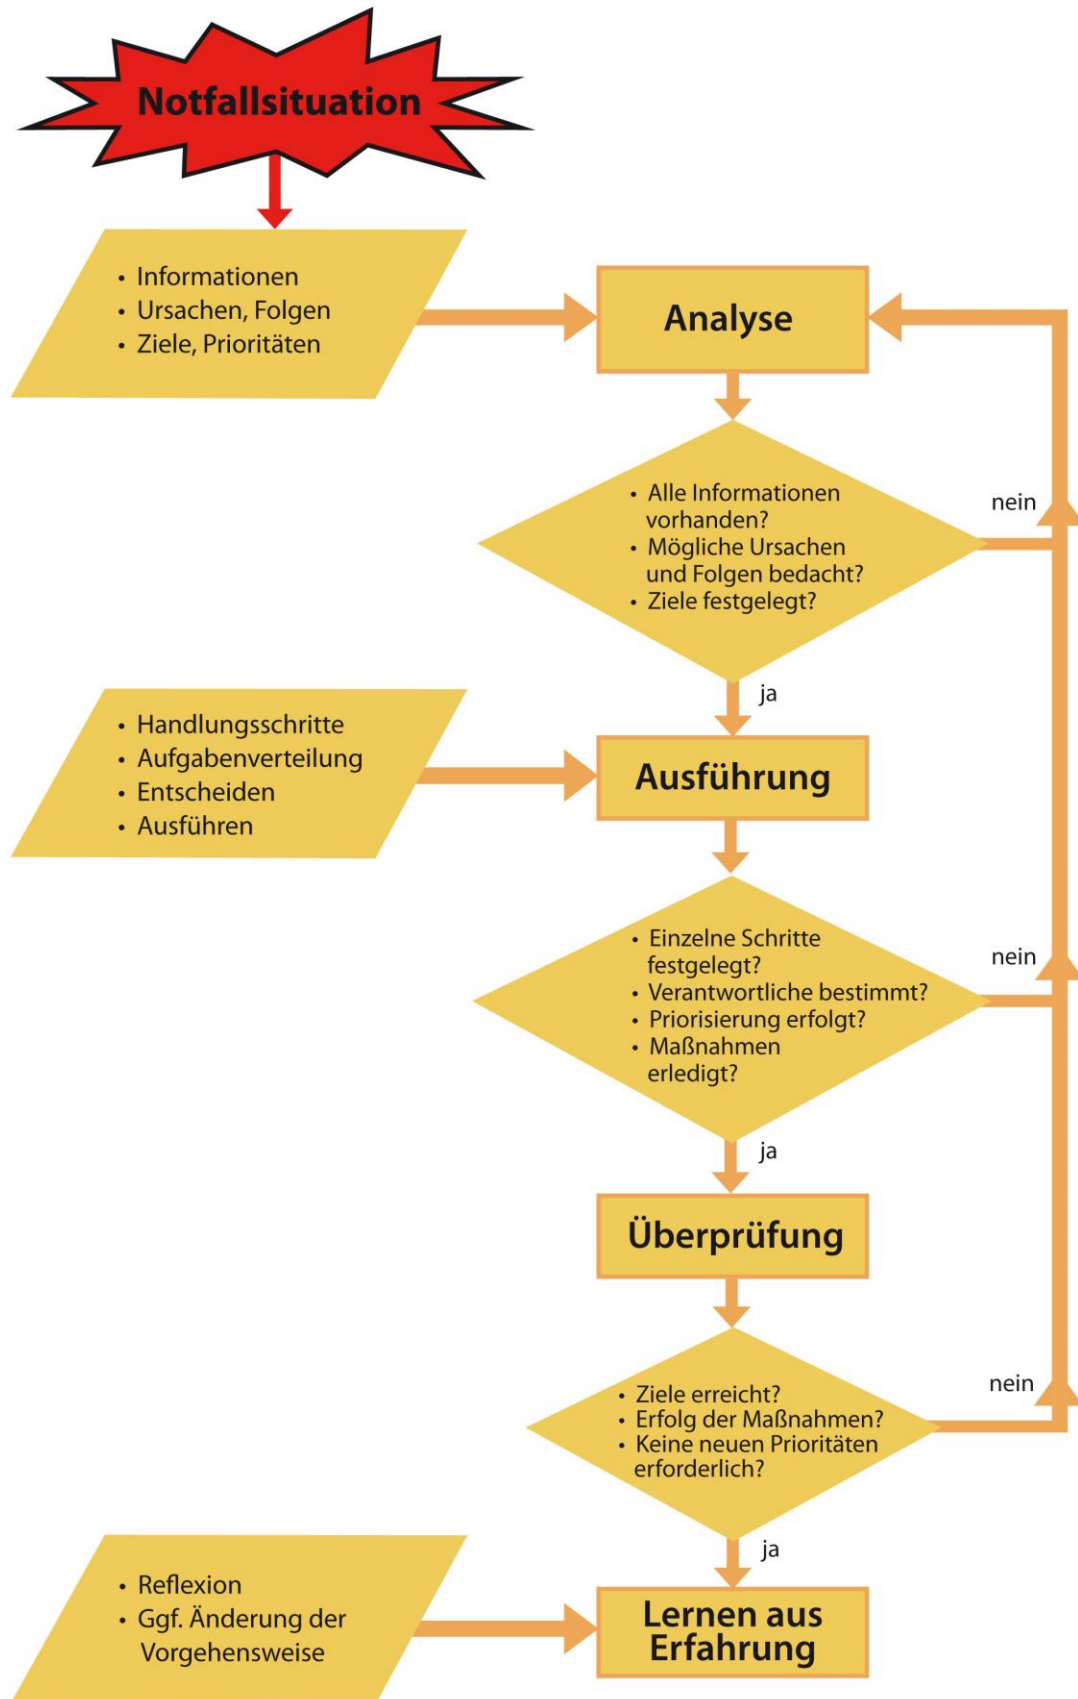 Notfallsituation
• Informationen
• Ursachen, Folgen
• Ziele, Prioritäten
Analyse
• Alle Informationen
vorhanden?
• Mögliche Ursachen
und Folgen bedacht?
• Ziele festgelegt?
nein
ja
• Handlungsschritte
• Aufgabenverteilung
• Entscheiden
• Ausführen
Ausführung
• Einzelne Schritte
festgelegt?
• Verantwortliche bestimmt?
• Priorisierung erfolgt?
• Maßnahmen
erledigt?
nein
ja
Überprüfung
• Ziele erreicht?
• Erfolg der Maßnahmen?
• Keine neuen Prioritäten
erforderlich?
nein
ja
• Reflexion
• Ggf. Änderung der
Vorgehensweise
Lernen aus
Erfahrung